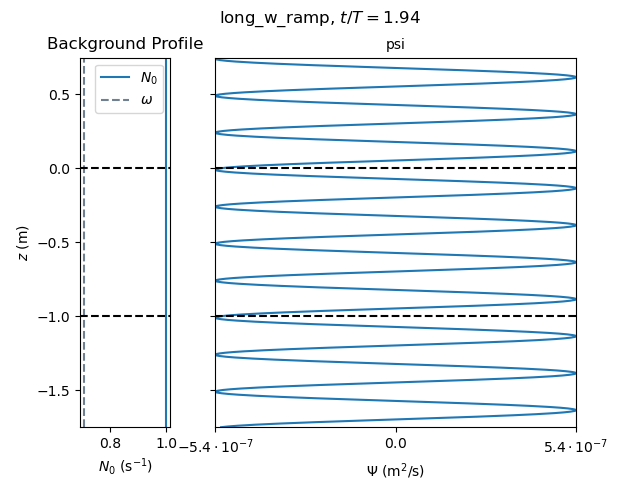 long_w_ramp, t/T = 1.94
Background Profile
psi
N₀
ω
0.5
0.0
−0.5
−1.0
−1.5
z (m)
0.8
1.0
N₀ (s⁻¹)
−5.4 · 10⁻⁷
0.0
5.4 · 10⁻⁷
Ψ (m²/s)